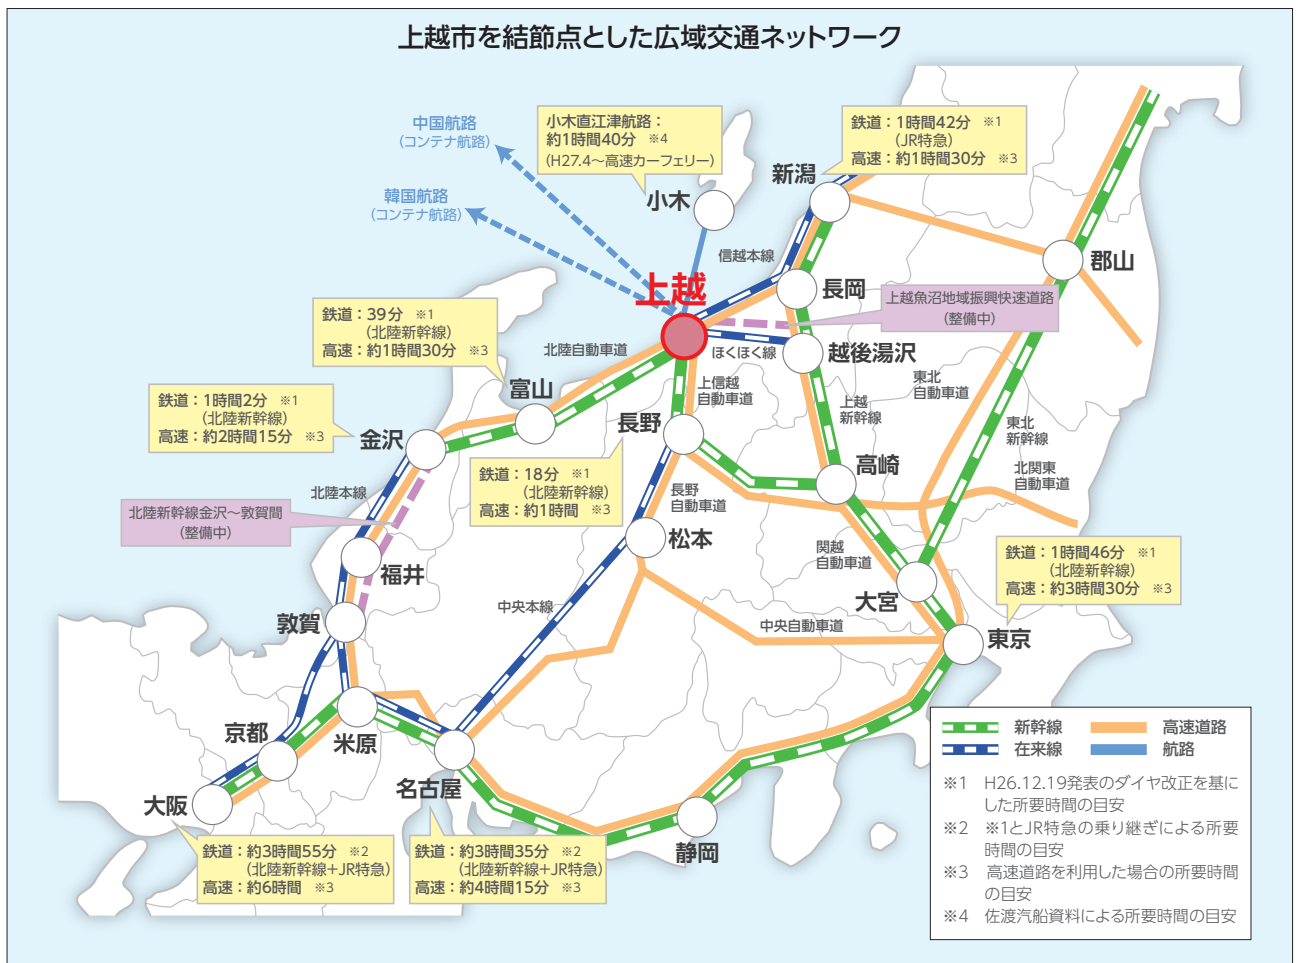 上越市を結節点とした広域交通ネットワーク
中国航路
(コンテナ航路)
韓国航路
(コンテナ航路)
小木直江津航路：
約1時間40分 ※4
(H27.4～高速カーフェリー)
小木
鉄道：1時間42分 ※1
(JR特急)
高速：約1時間30分 ※3
新潟
信越本線
郡山
長岡
上越
上越魚沼地域振興快速道路
(整備中)
ほくほく線
越後湯沢
鉄道：39分 ※1
(北陸新幹線)
高速：約1時間30分 ※3
北陸自動車道
富山
上信越
自動車道
上越
新幹線
東北
自動車道
東北
新幹線
鉄道：1時間2分 ※1
(北陸新幹線)
高速：約2時間15分 ※3
金沢
長野
高崎
北関東
自動車道
鉄道：18分 ※1
(北陸新幹線)
高速：約1時間 ※3
長野
自動車道
北陸本線
北陸新幹線金沢～敦賀間
(整備中)
松本
関越
自動車道
鉄道：1時間46分 ※1
(北陸新幹線)
高速：約3時間30分 ※3
福井
大宮
敦賀
中央本線
中央自動車道
東京
京都
米原
名古屋
大阪
静岡
鉄道：約3時間55分 ※2
(北陸新幹線＋JR特急)
高速：約6時間 ※3
鉄道：約3時間35分 ※2
(北陸新幹線＋JR特急)
高速：約4時間15分 ※3
新幹線
高速道路
在来線
航路
※1 H26.12.19発表のダイヤ改正を基に
した所要時間の目安
※2 ※1とJR特急の乗り継ぎによる所要
時間の目安
※3 高速道路を利用した場合の所要時間
の目安
※4 佐渡汽船資料による所要時間の目安